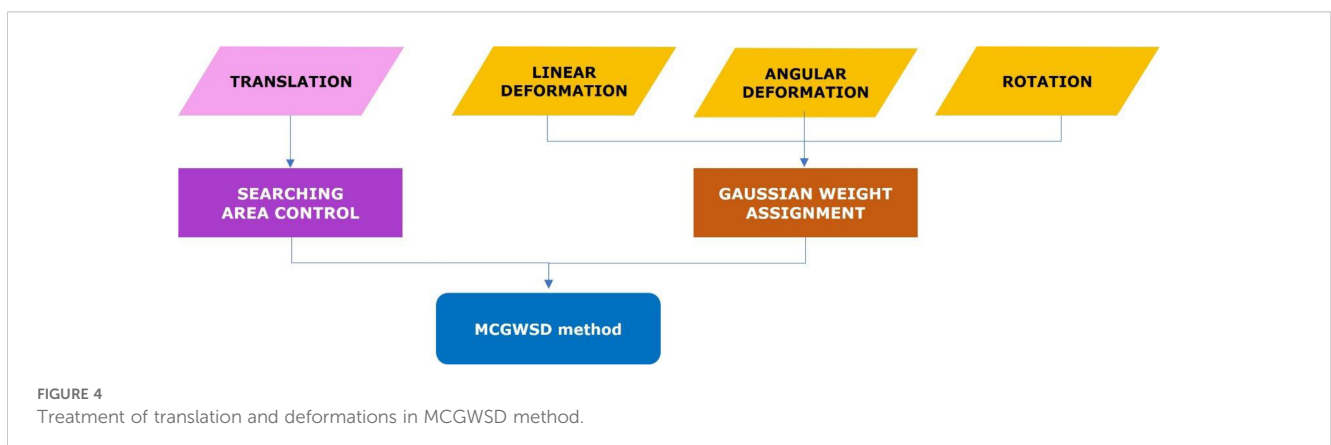 TRANSLATION
LINEAR
DEFORMATION
ANGULAR
DEFORMATION
ROTATION
SEARCHING
AREA CONTROL
GAUSSIAN WEIGHT
ASSIGNMENT
MCGWSD method
FIGURE 4
Treatment of translation and deformations in MCGWSD method.